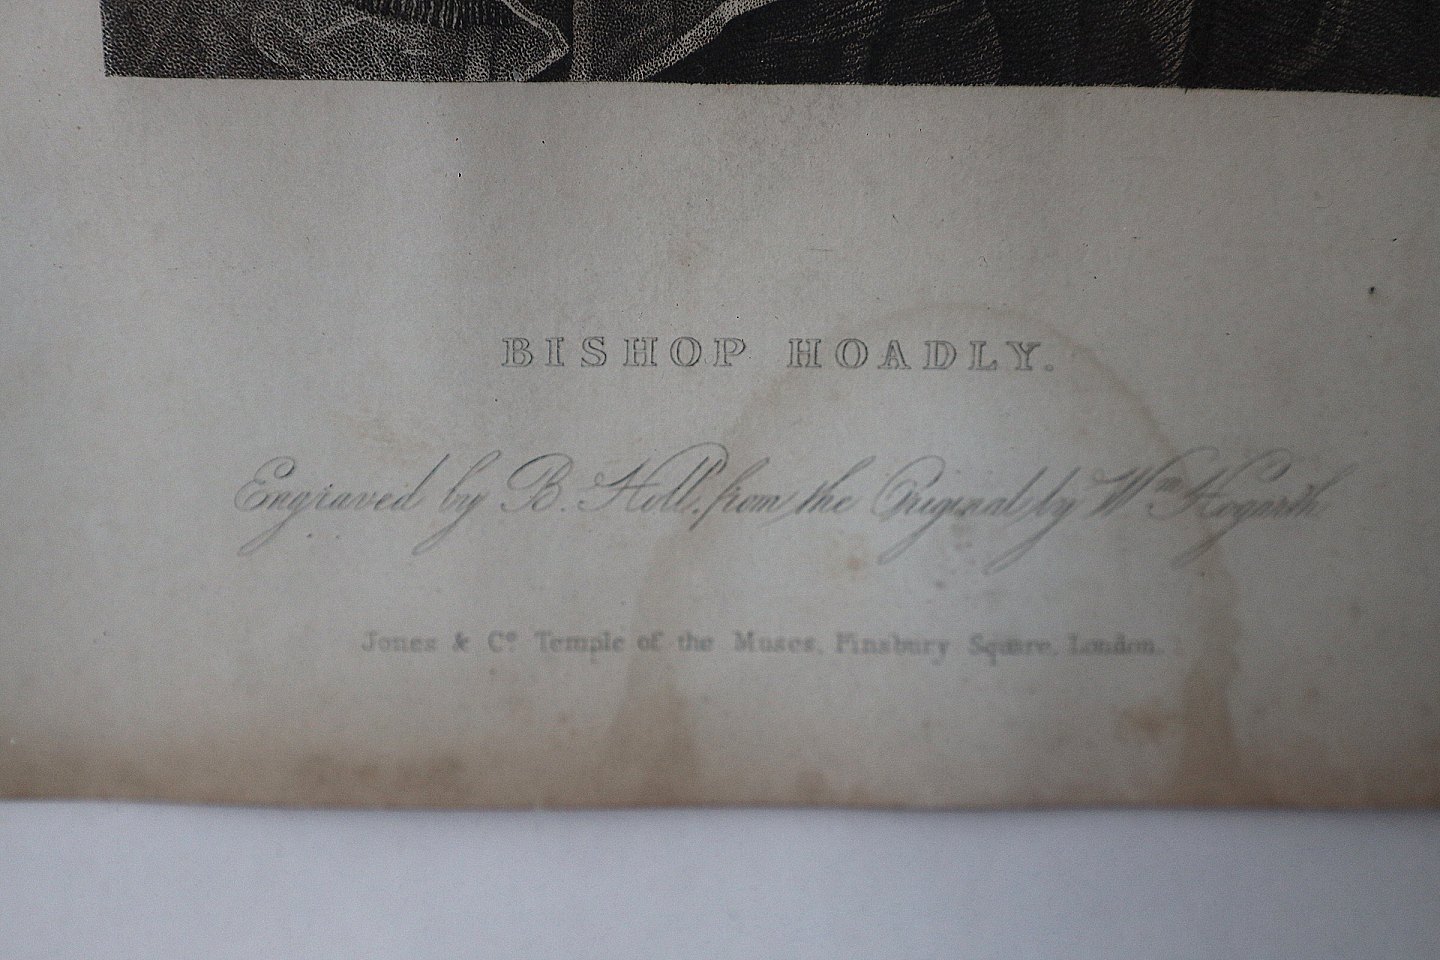 BISHOP HOADLY.
Engraved by B. Holl, from the Original by Wm Hogarth
Jones & Co. Temple of the Muses, Finsbury Square, London.